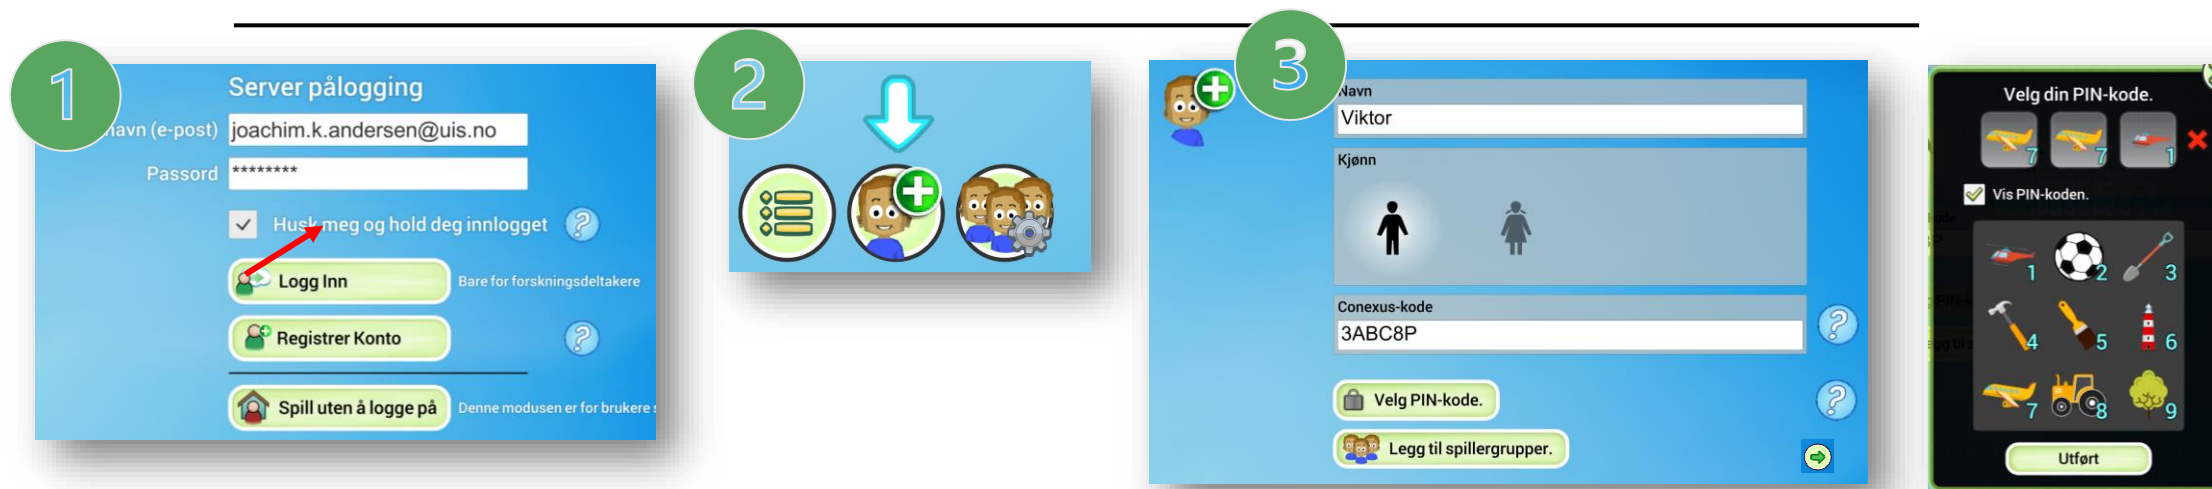 1
Server pålogging
navn (e-post) joachim.k.andersen@uis.no
Passord ********
Husk meg og hold deg innlogget ?
Logg Inn Bare for forskningsdeltakere
Registrer Konto ?
Spill uten å logge på Denne modusen er for brukere
2
3
Navn
Viktor
Kjønn
Conexus-kode
3ABC8P ?
Velg PIN-kode. ?
Legg til spillergrupper.
Velg din PIN-kode.
7 7 1
Vis PIN-koden.
1 2 3
4 5 6
7 8 9
Utført